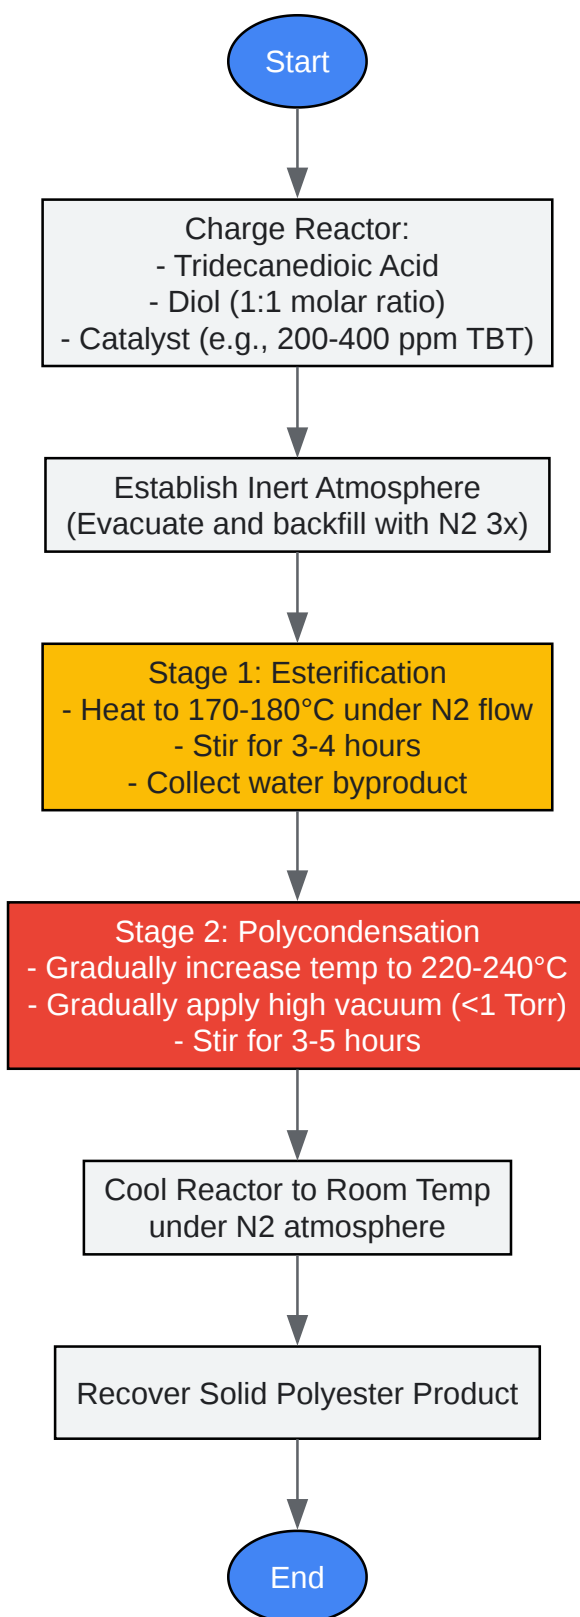 Start
Charge Reactor:
- Tridecanedioic Acid
- Diol (1:1 molar ratio)
- Catalyst (e.g., 200-400 ppm TBT)
Establish Inert Atmosphere
(Evacuate and backfill with N2 3x)
Stage 1: Esterification
- Heat to 170-180°C under N2 flow
- Stir for 3-4 hours
- Collect water byproduct
Stage 2: Polycondensation
- Gradually increase temp to 220-240°C
- Gradually apply high vacuum (<1 Torr)
- Stir for 3-5 hours
Cool Reactor to Room Temp
under N2 atmosphere
Recover Solid Polyester Product
End